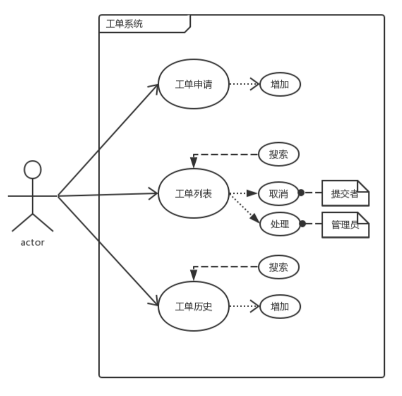 工单系统
工单申请
增加
搜索
工单列表
取消
提交者
处理
管理员
actor
搜索
工单历史
增加